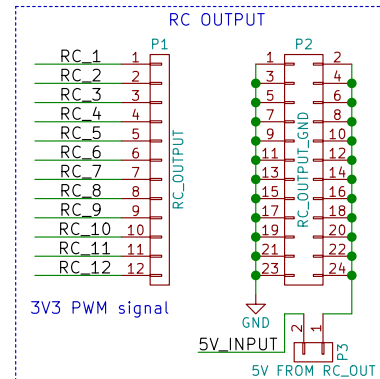 RC OUTPUT
P1
P2
RC_1 1
RC_2 2
RC_3 3
RC_4 4
RC_5 5
RC_6 6
RC_7 7
RC_8 8
RC_9 9
RC_10 10
RC_11 11
RC_12 12
RC_OUTPUT
1 2
3 4
5 6
7 8
9 10
11 12
13 14
15 16
17 18
19 20
21 22
23 24
RC_OUTPUT_GND
3V3 PWM signal
GND
5V_INPUT
2 1
P3
5V FROM RC_OUT